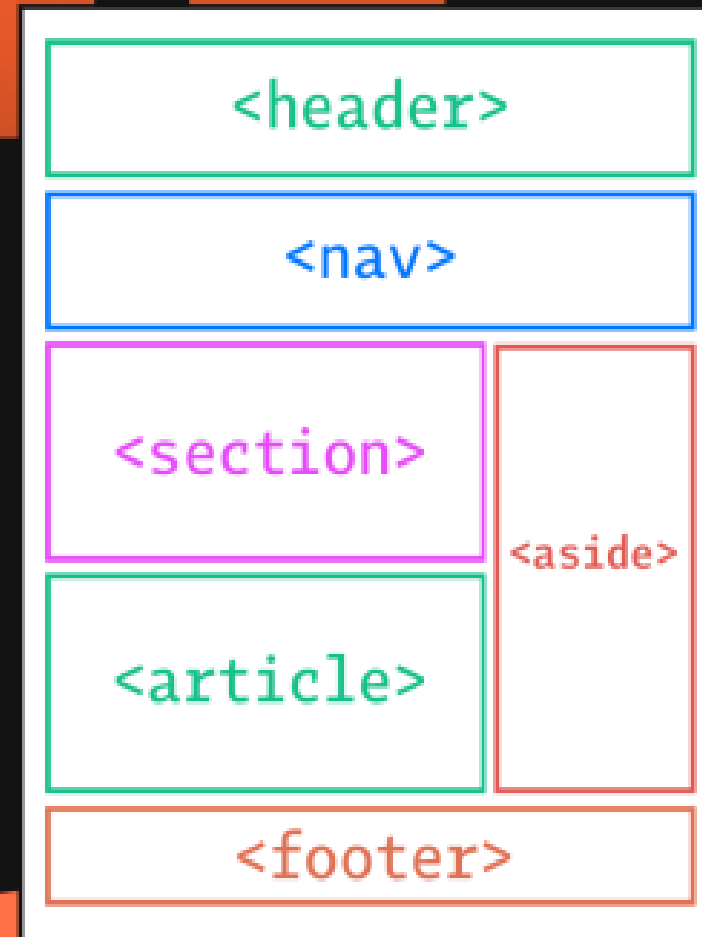 <header>
<nav>
<section>
<aside>
<article>
<footer>